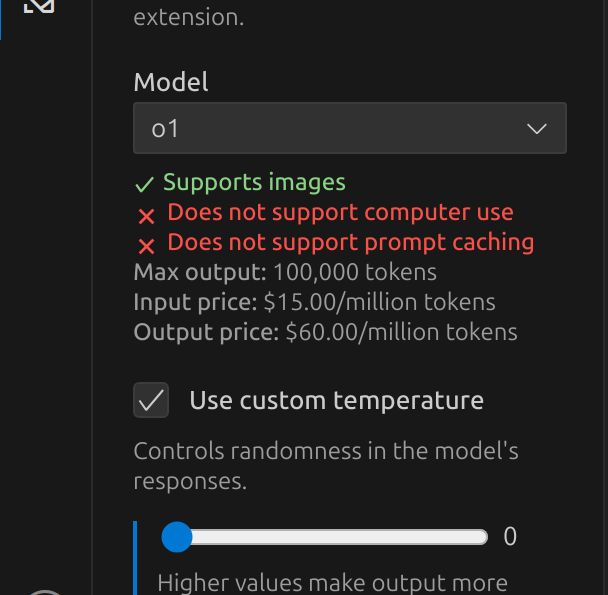 extension.
Model
o1
Supports images
Does not support computer use
Does not support prompt caching
Max output: 100,000 tokens
Input price: $15.00/million tokens
Output price: $60.00/million tokens
Use custom temperature
Controls randomness in the model's
responses.
0
Higher values make output more